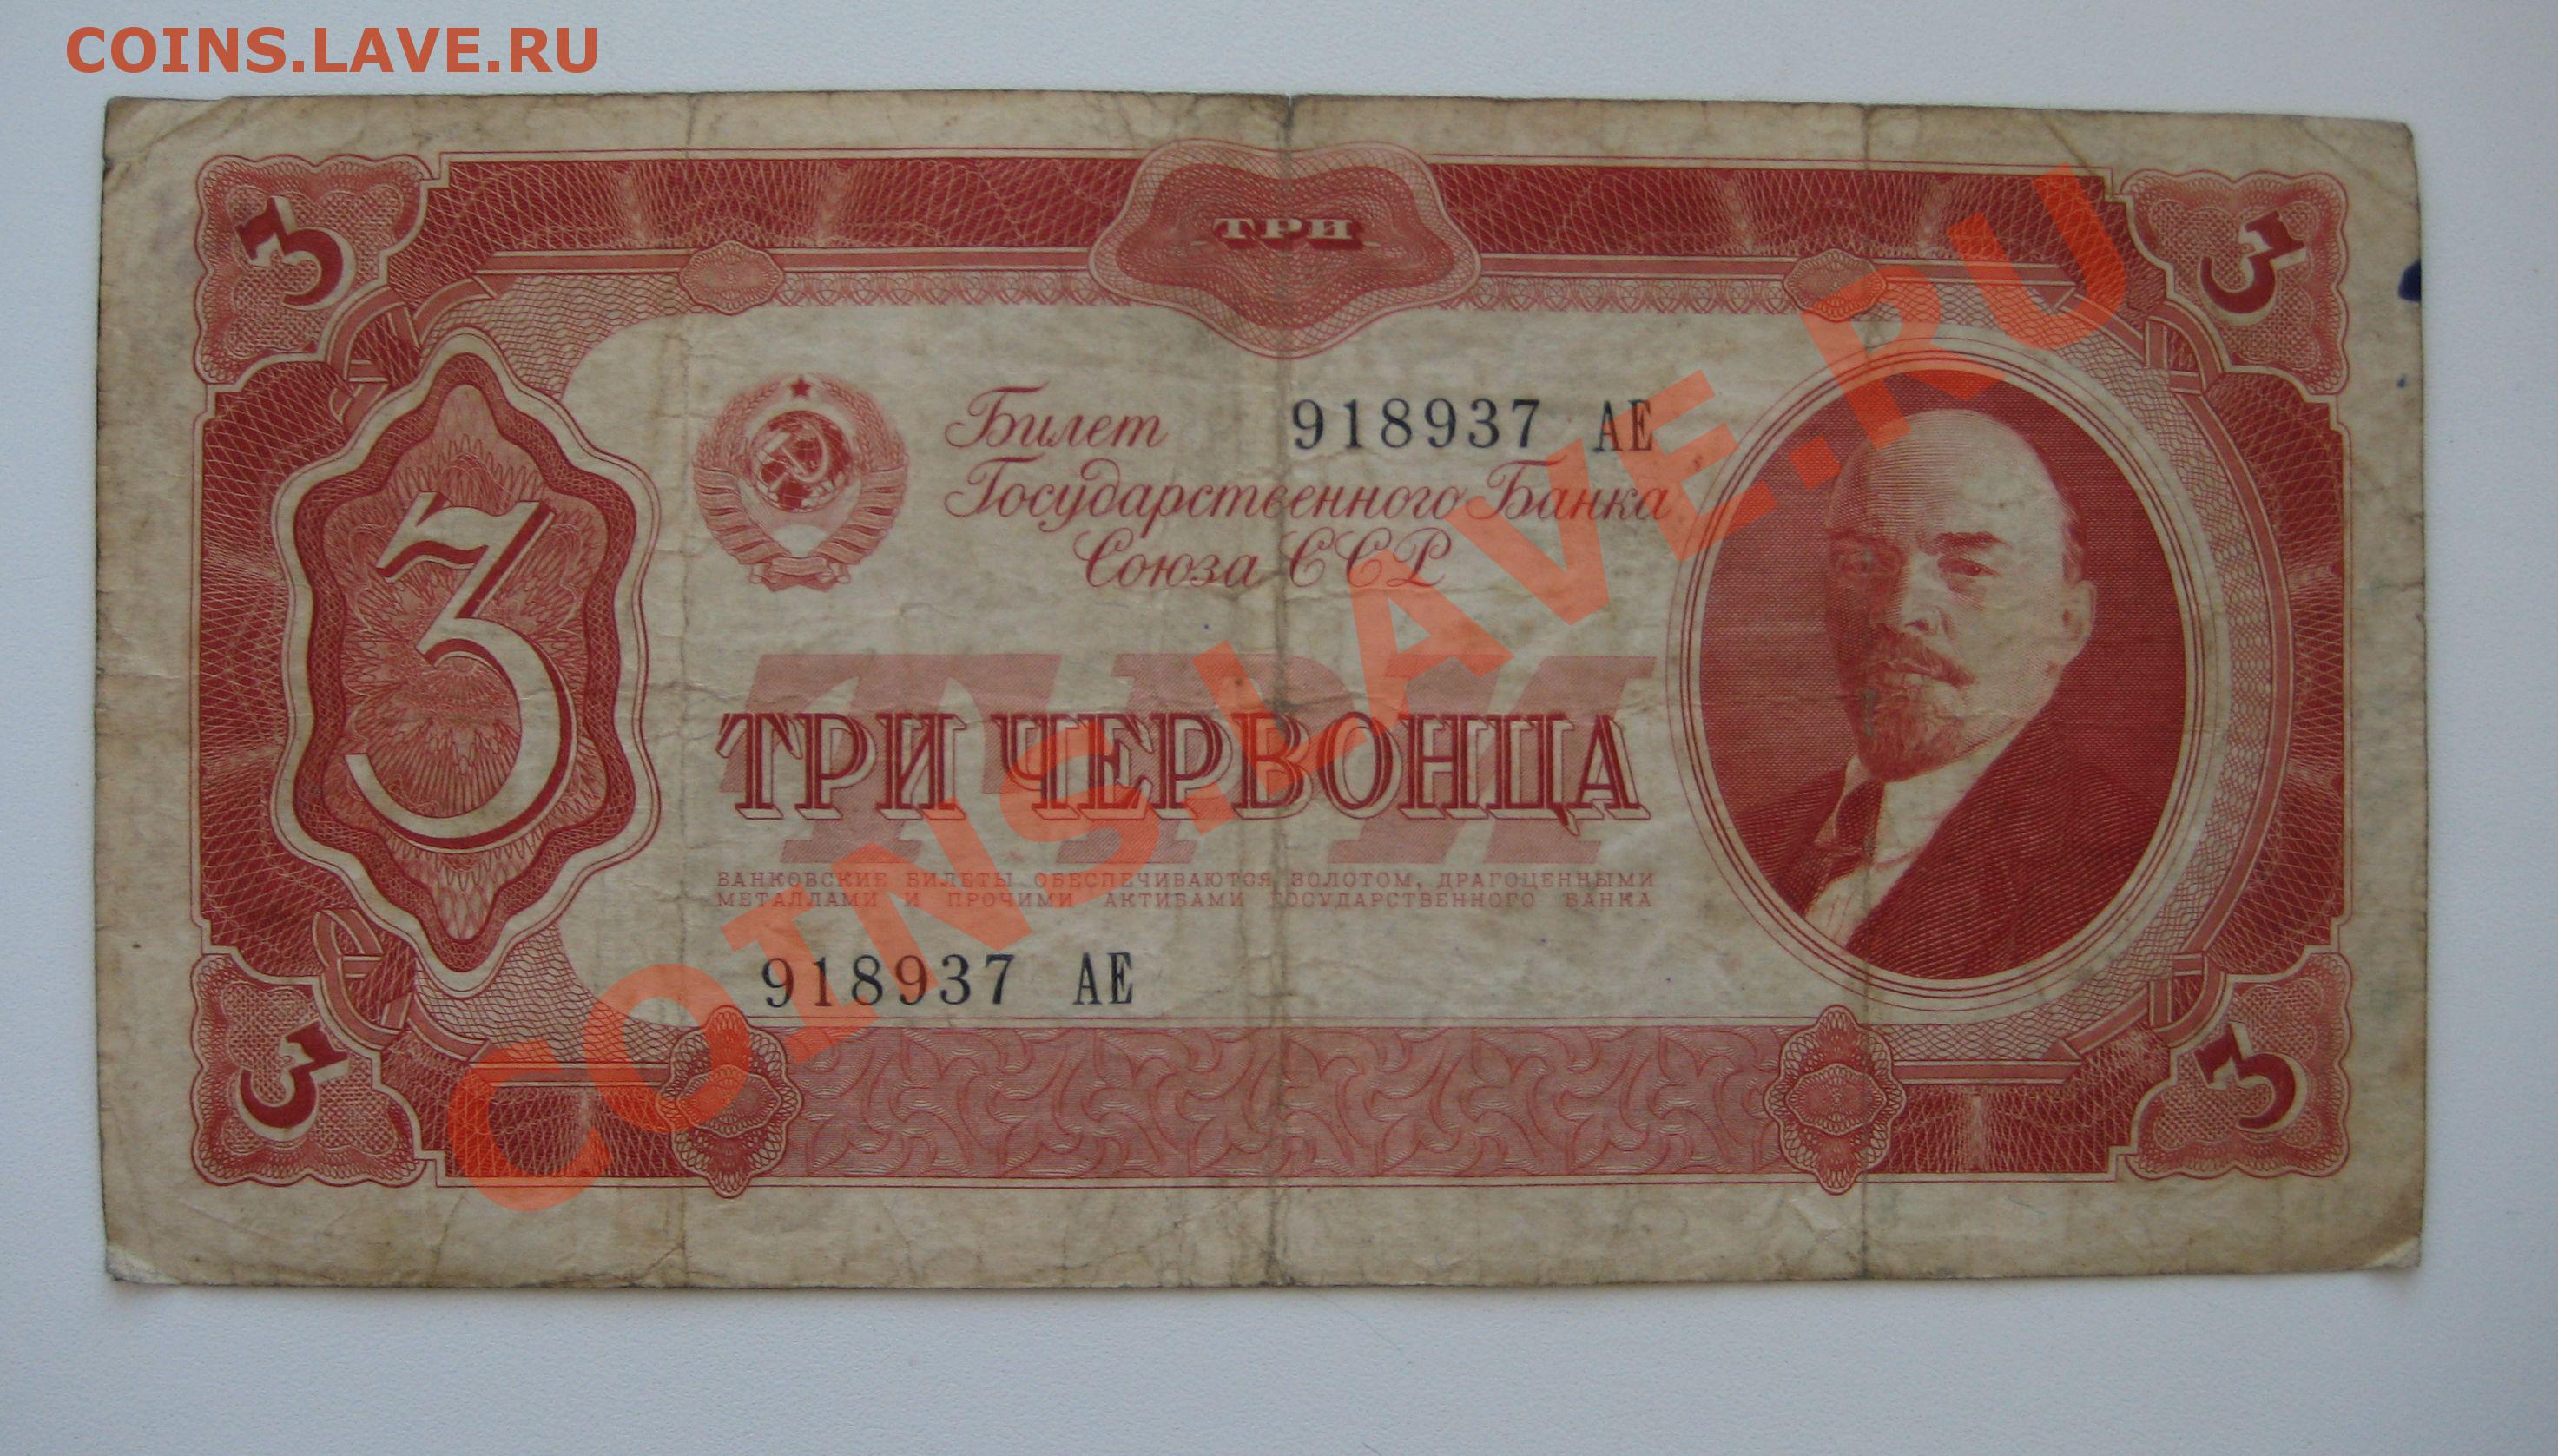 COINS.LAVE.RU
3
ТРИ
3
Билет 918937 АЕ
Государственного Банка
Союза ССР
3
ТРИ
ТРИ ЧЕРВОНЦА
БАНКОВСКИЕ БИЛЕТЫ ОБЕСПЕЧИВАЮТСЯ ЗОЛОТОМ, ДРАГОЦЕННЫМИ
МЕТАЛЛАМИ И ПРОЧИМИ АКТИВАМИ ГОСУДАРСТВЕННОГО БАНКА
918937 АЕ
3
3
COINS.LAVE.RU